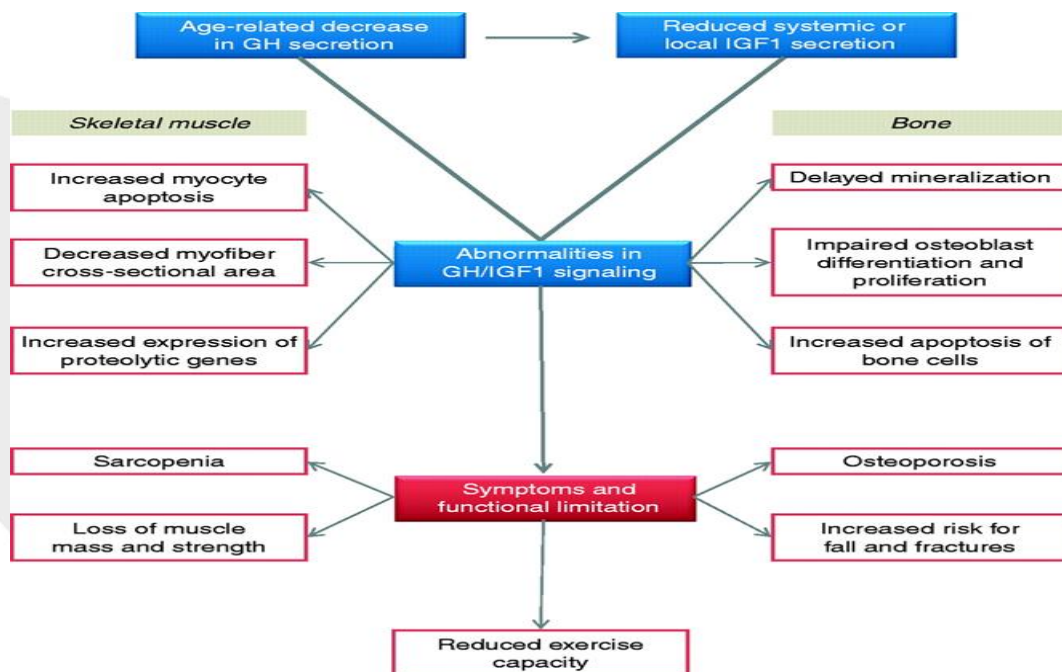 Age-related decrease
in GH secretion
Reduced systemic or
local IGF1 secretion
Skeletal muscle
Bone
Increased myocyte
apoptosis
Delayed mineralization
Decreased myofiber
cross-sectional area
Abnormalities in
GH/IGF1 signaling
Impaired osteoblast
differentiation and
proliferation
Increased expression of
proteolytic genes
Increased apoptosis of
bone cells
Sarcopenia
Osteoporosis
Symptoms and
functional limitation
Loss of muscle
mass and strength
Increased risk for
fall and fractures
Reduced exercise
capacity